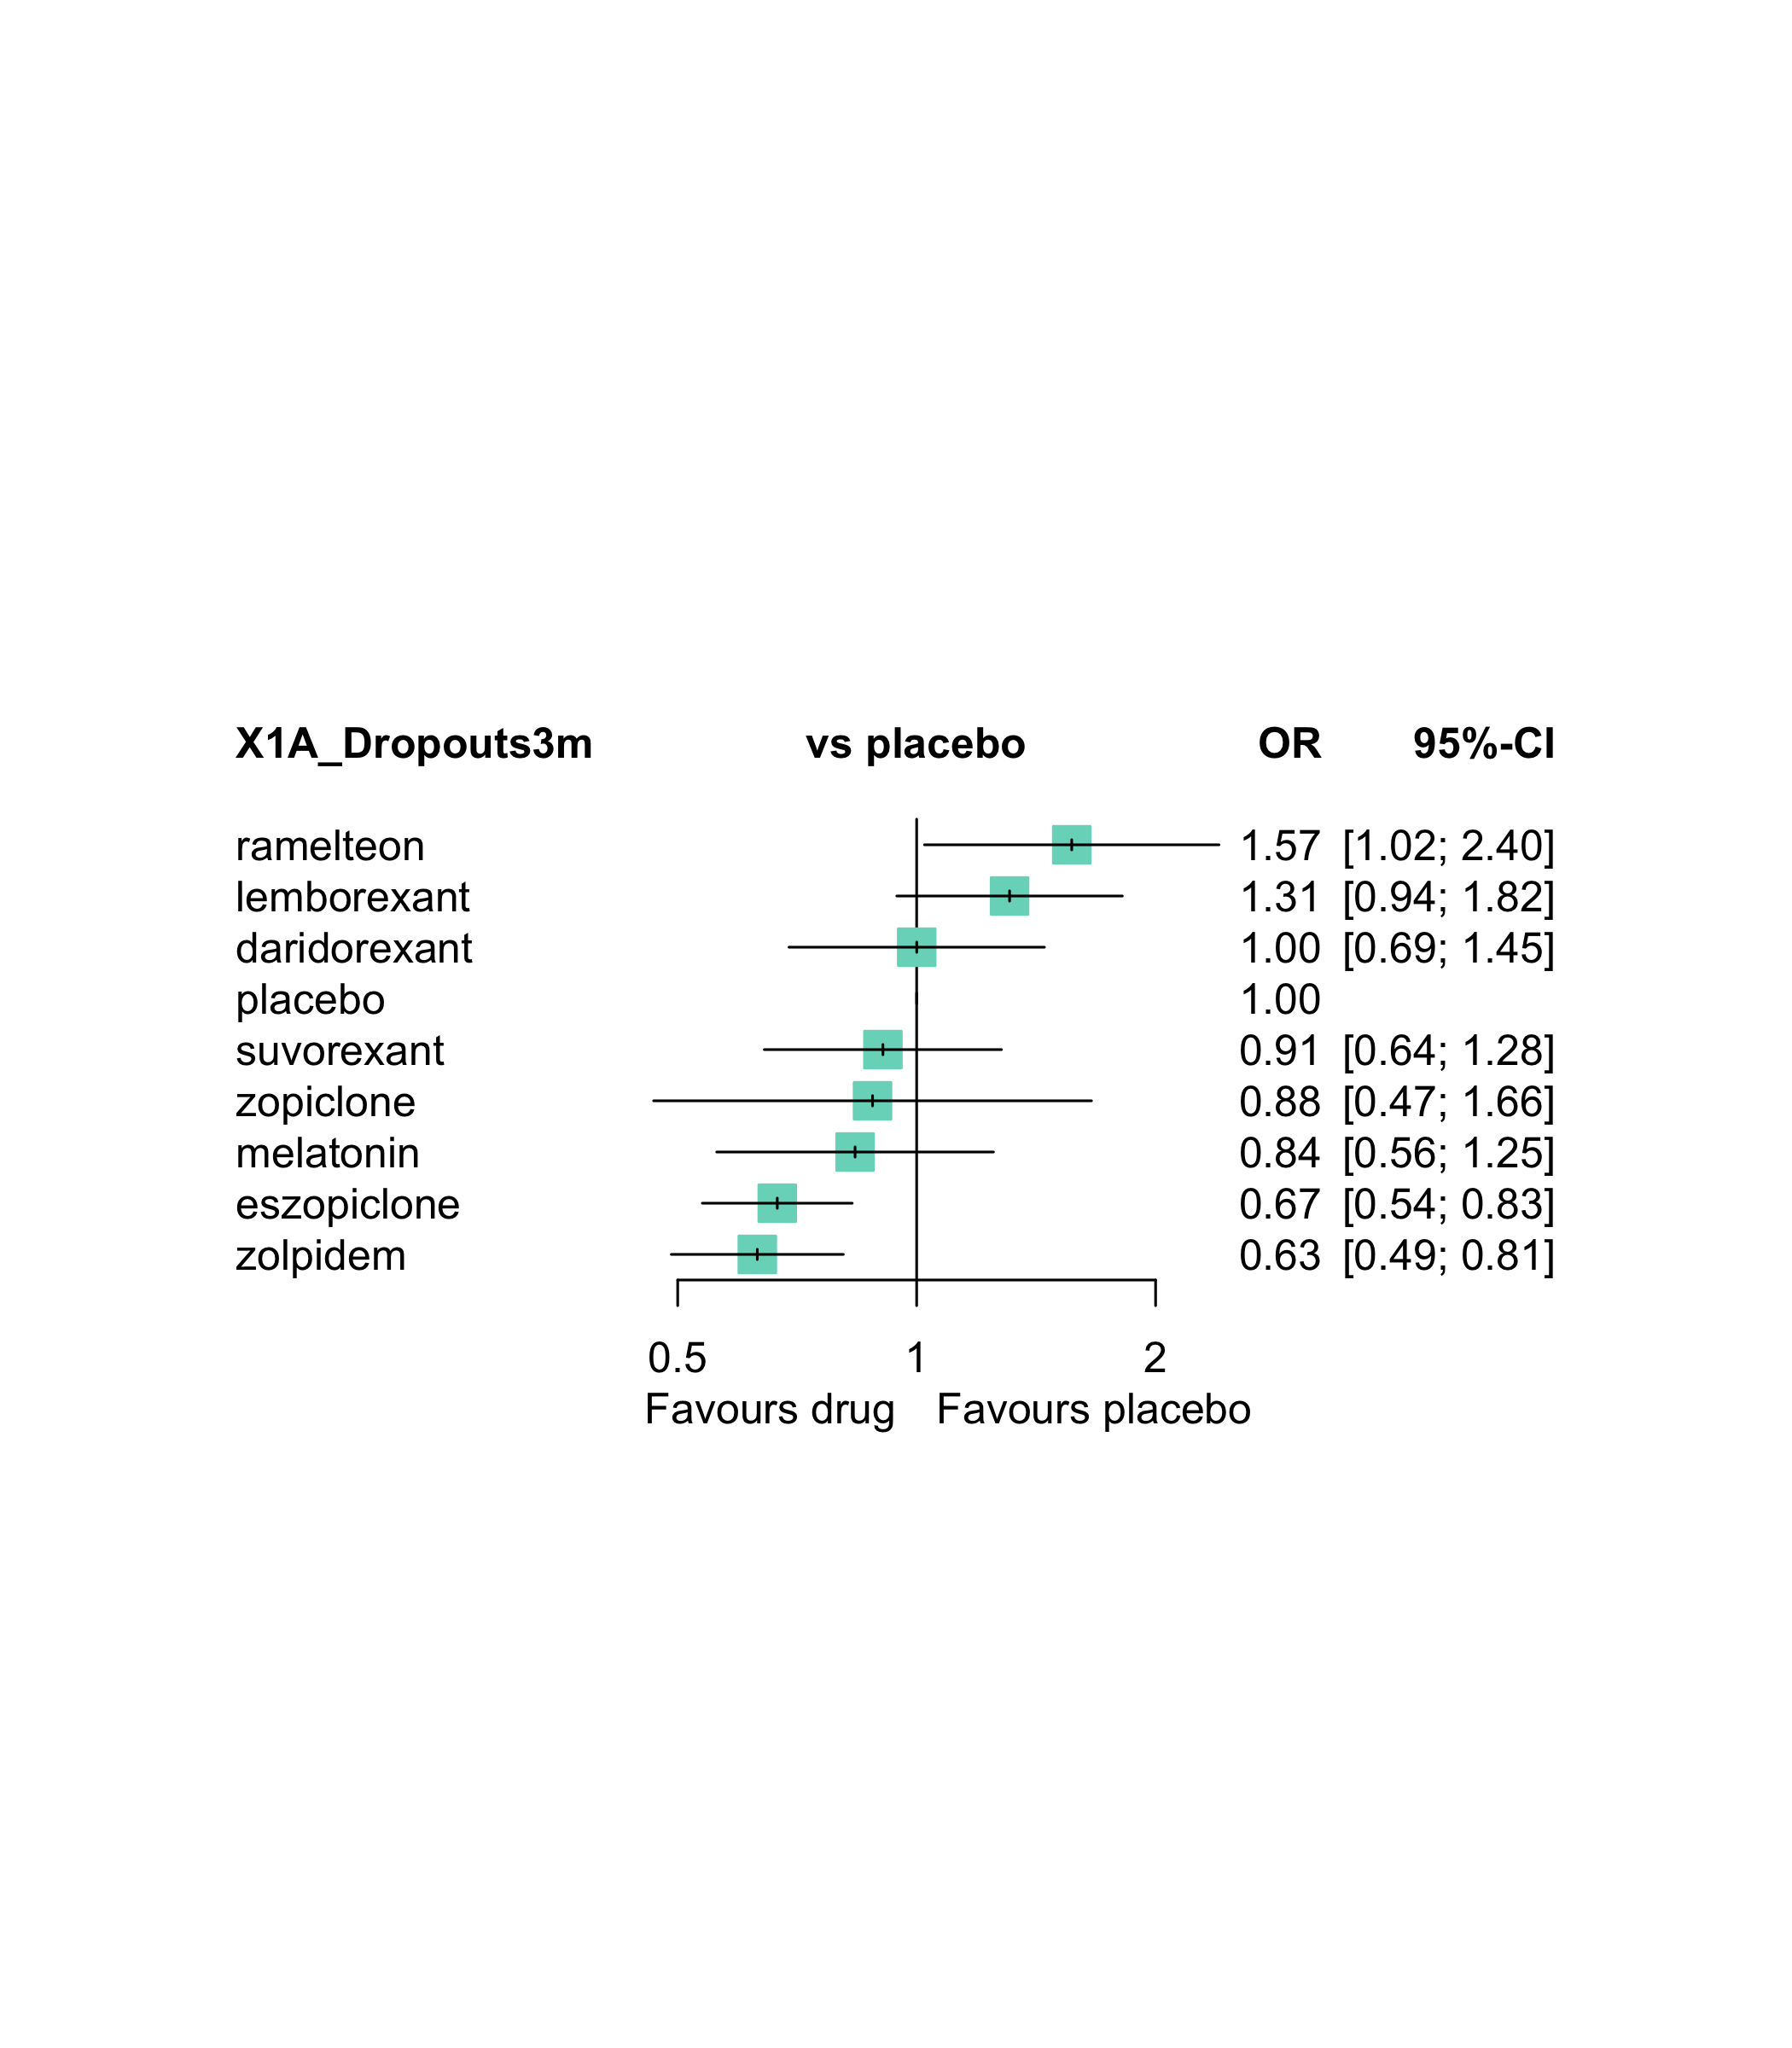 X1A_Dropouts3m vs placebo OR 95%-CI
ramelteon 1.57 [1.02; 2.40]
lemborexant 1.31 [0.94; 1.82]
daridorexant 1.00 [0.69; 1.45]
placebo 1.00
suvorexant 0.91 [0.64; 1.28]
zopiclone 0.88 [0.47; 1.66]
melatonin 0.84 [0.56; 1.25]
eszopiclone 0.67 [0.54; 0.83]
zolpidem 0.63 [0.49; 0.81]
0.5 1 2
Favours drug Favours placebo